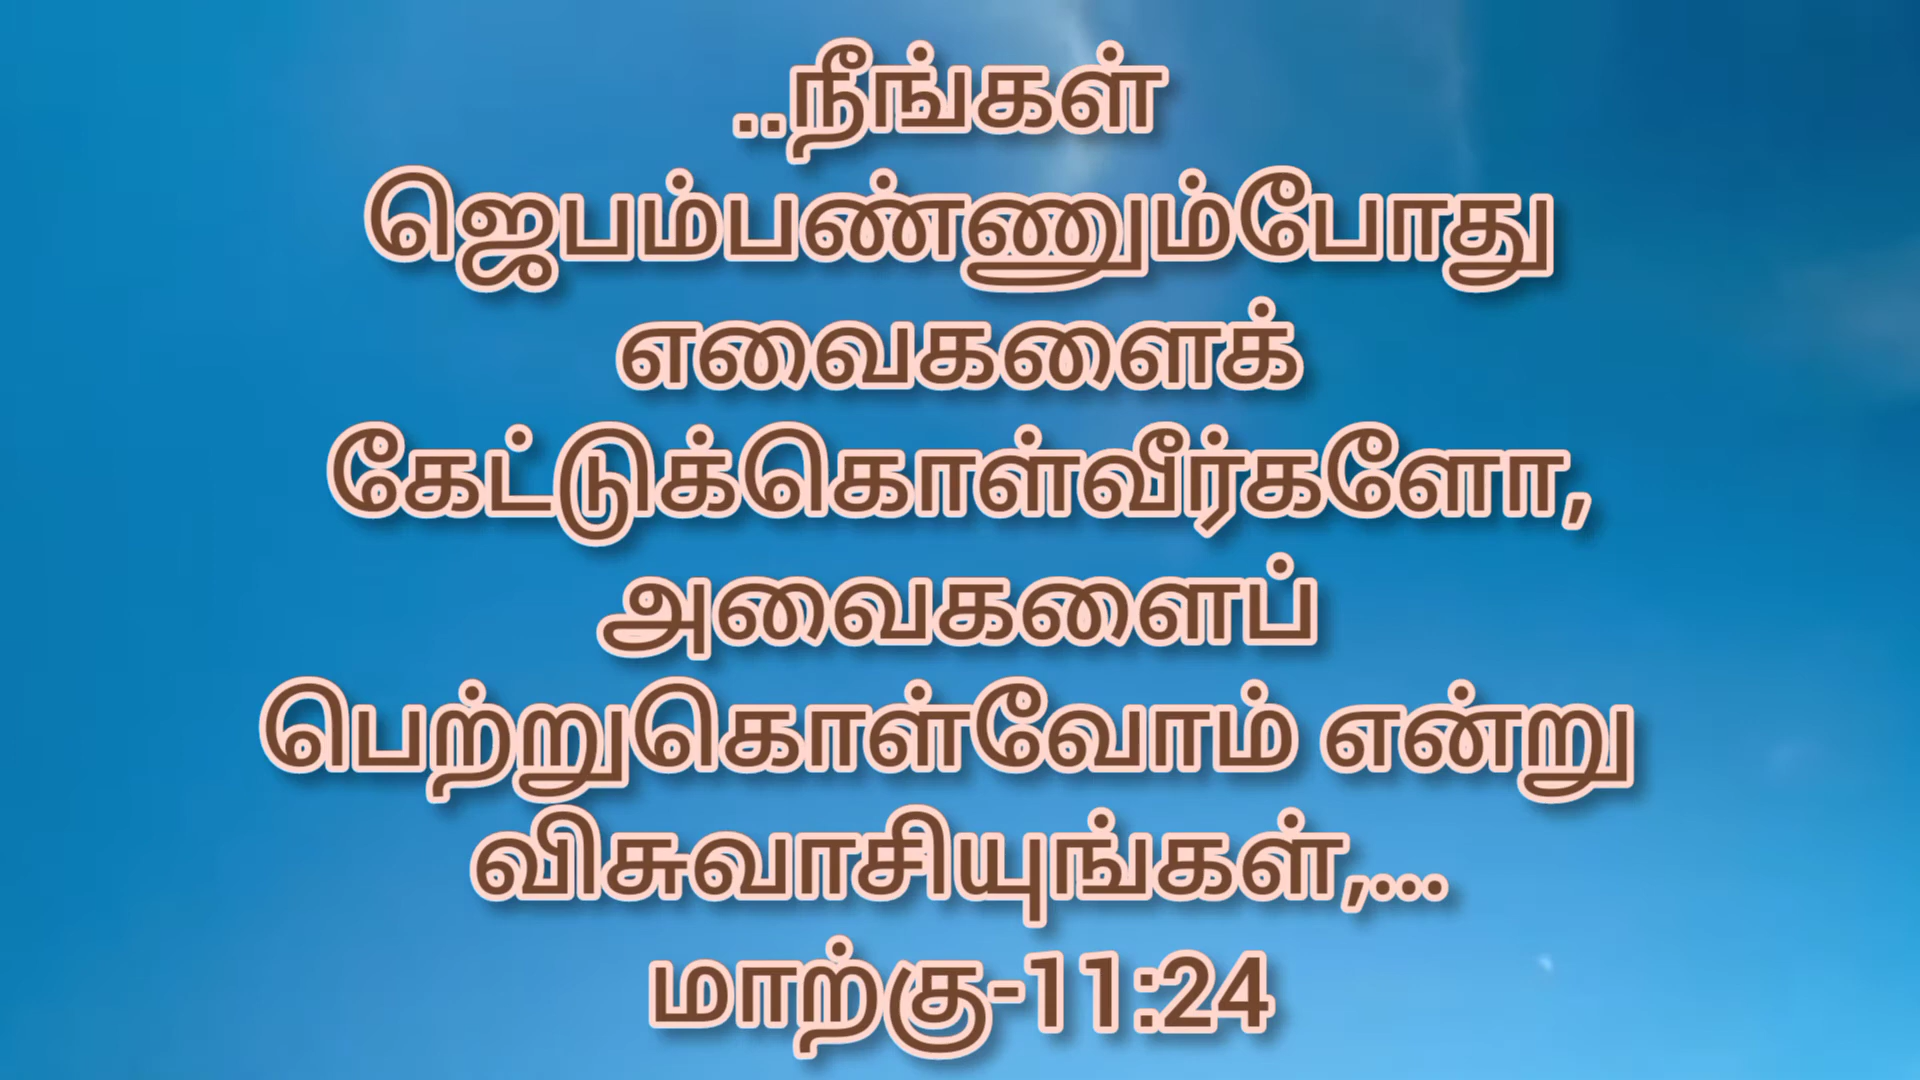 ..நீங்கள்
ஜெபம்பண்ணும்போது
எவைகளைக்
கேட்டுக்கொள்வீர்களோ,
அவைகளைப்
பெற்றுகொள்வோம் என்று
விசுவாசியுங்கள்,...
மாற்கு-11:24